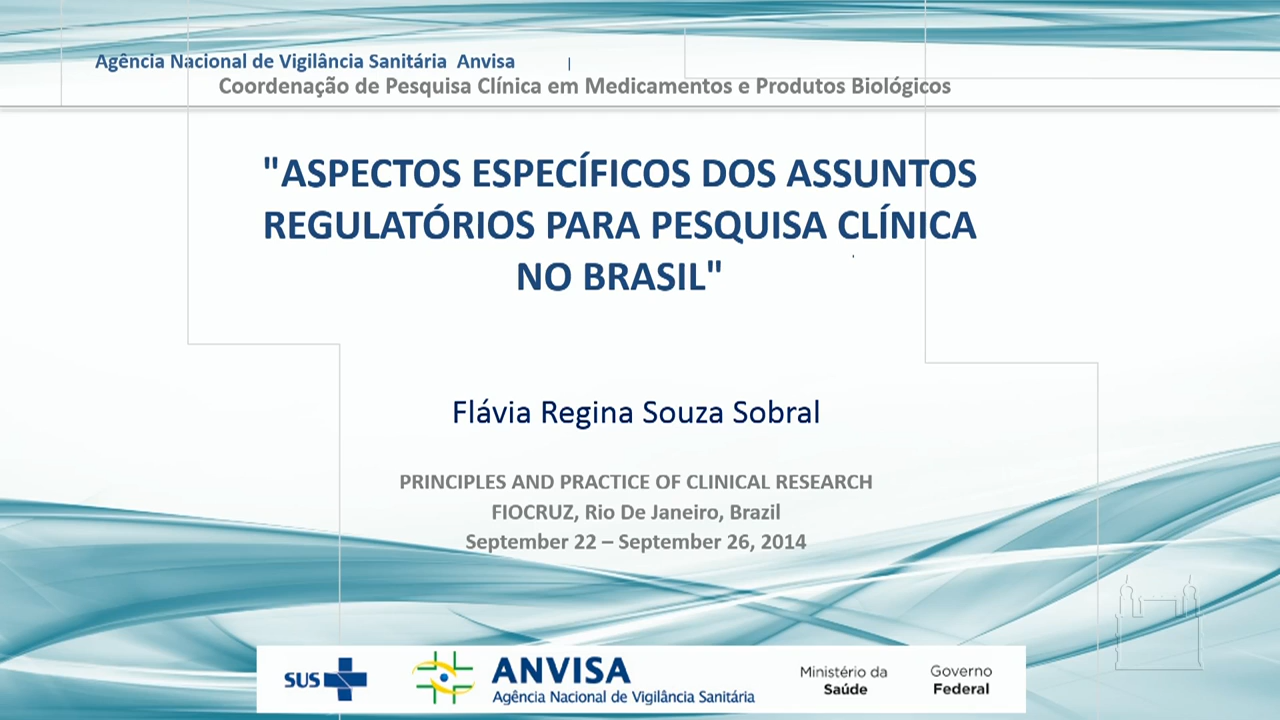 Agência Nacional de Vigilância Sanitária Anvisa |
Coordenação de Pesquisa Clínica em Medicamentos e Produtos Biológicos
"ASPECTOS ESPECÍFICOS DOS ASSUNTOS
REGULATÓRIOS PARA PESQUISA CLÍNICA
NO BRASIL"
Flávia Regina Souza Sobral
PRINCIPLES AND PRACTICE OF CLINICAL RESEARCH
FIOCRUZ, Rio De Janeiro, Brazil
September 22 – September 26, 2014
SUS
ANVISA
Agência Nacional de Vigilância Sanitária
Ministério da
Saúde
Governo
Federal